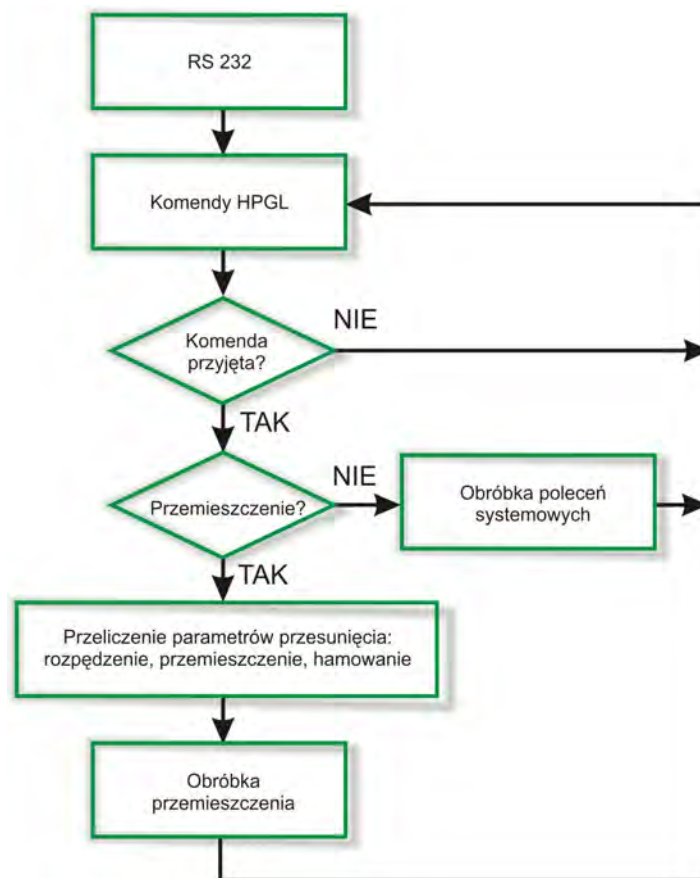 RS 232
Komendy HPGL
Komenda
przyjęta?
NIE
TAK
Przemieszczenie?
NIE
Obróbka poleceń
systemowych
TAK
Przeliczenie parametrów przesunięcia:
rozpędzenie, przemieszczenie, hamowanie
Obróbka
przemieszczenia